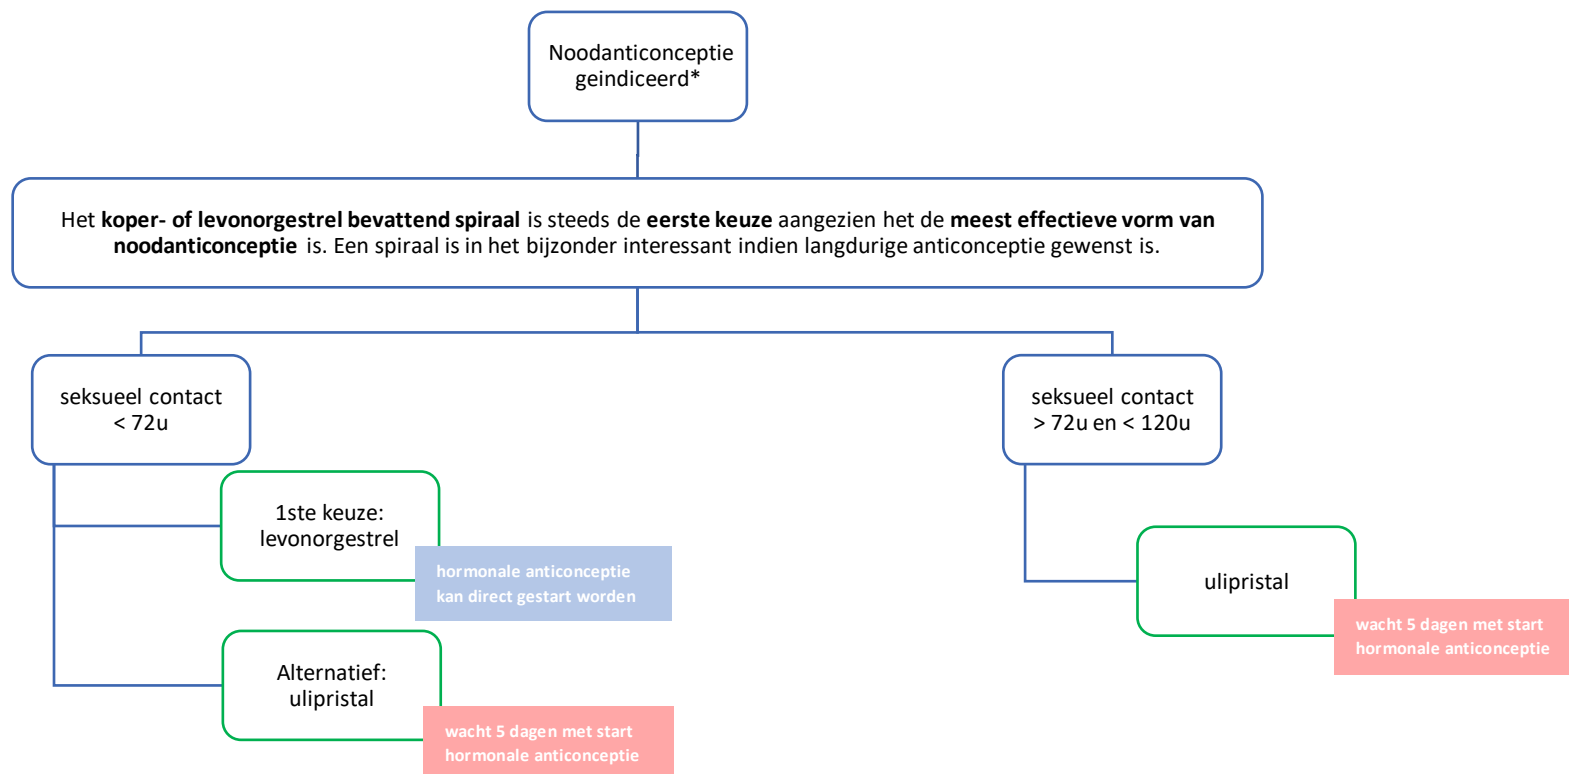 Noodanticonceptie
geindiceerd*
Het koper- of levonorgestrel bevattend spiraal is steeds de eerste keuze aangezien het de meest effectieve vorm van
noodanticonceptie is. Een spiraal is in het bijzonder interessant indien langdurige anticonceptie gewenst is.
seksueel contact
< 72u
seksueel contact
> 72u en < 120u
1ste keuze:
levonorgestrel
hormonale anticonceptie
kan direct gestart worden
ulipristal
wacht 5 dagen met start
hormonale anticonceptie
Alternatief:
ulipristal
wacht 5 dagen met start
hormonale anticonceptie